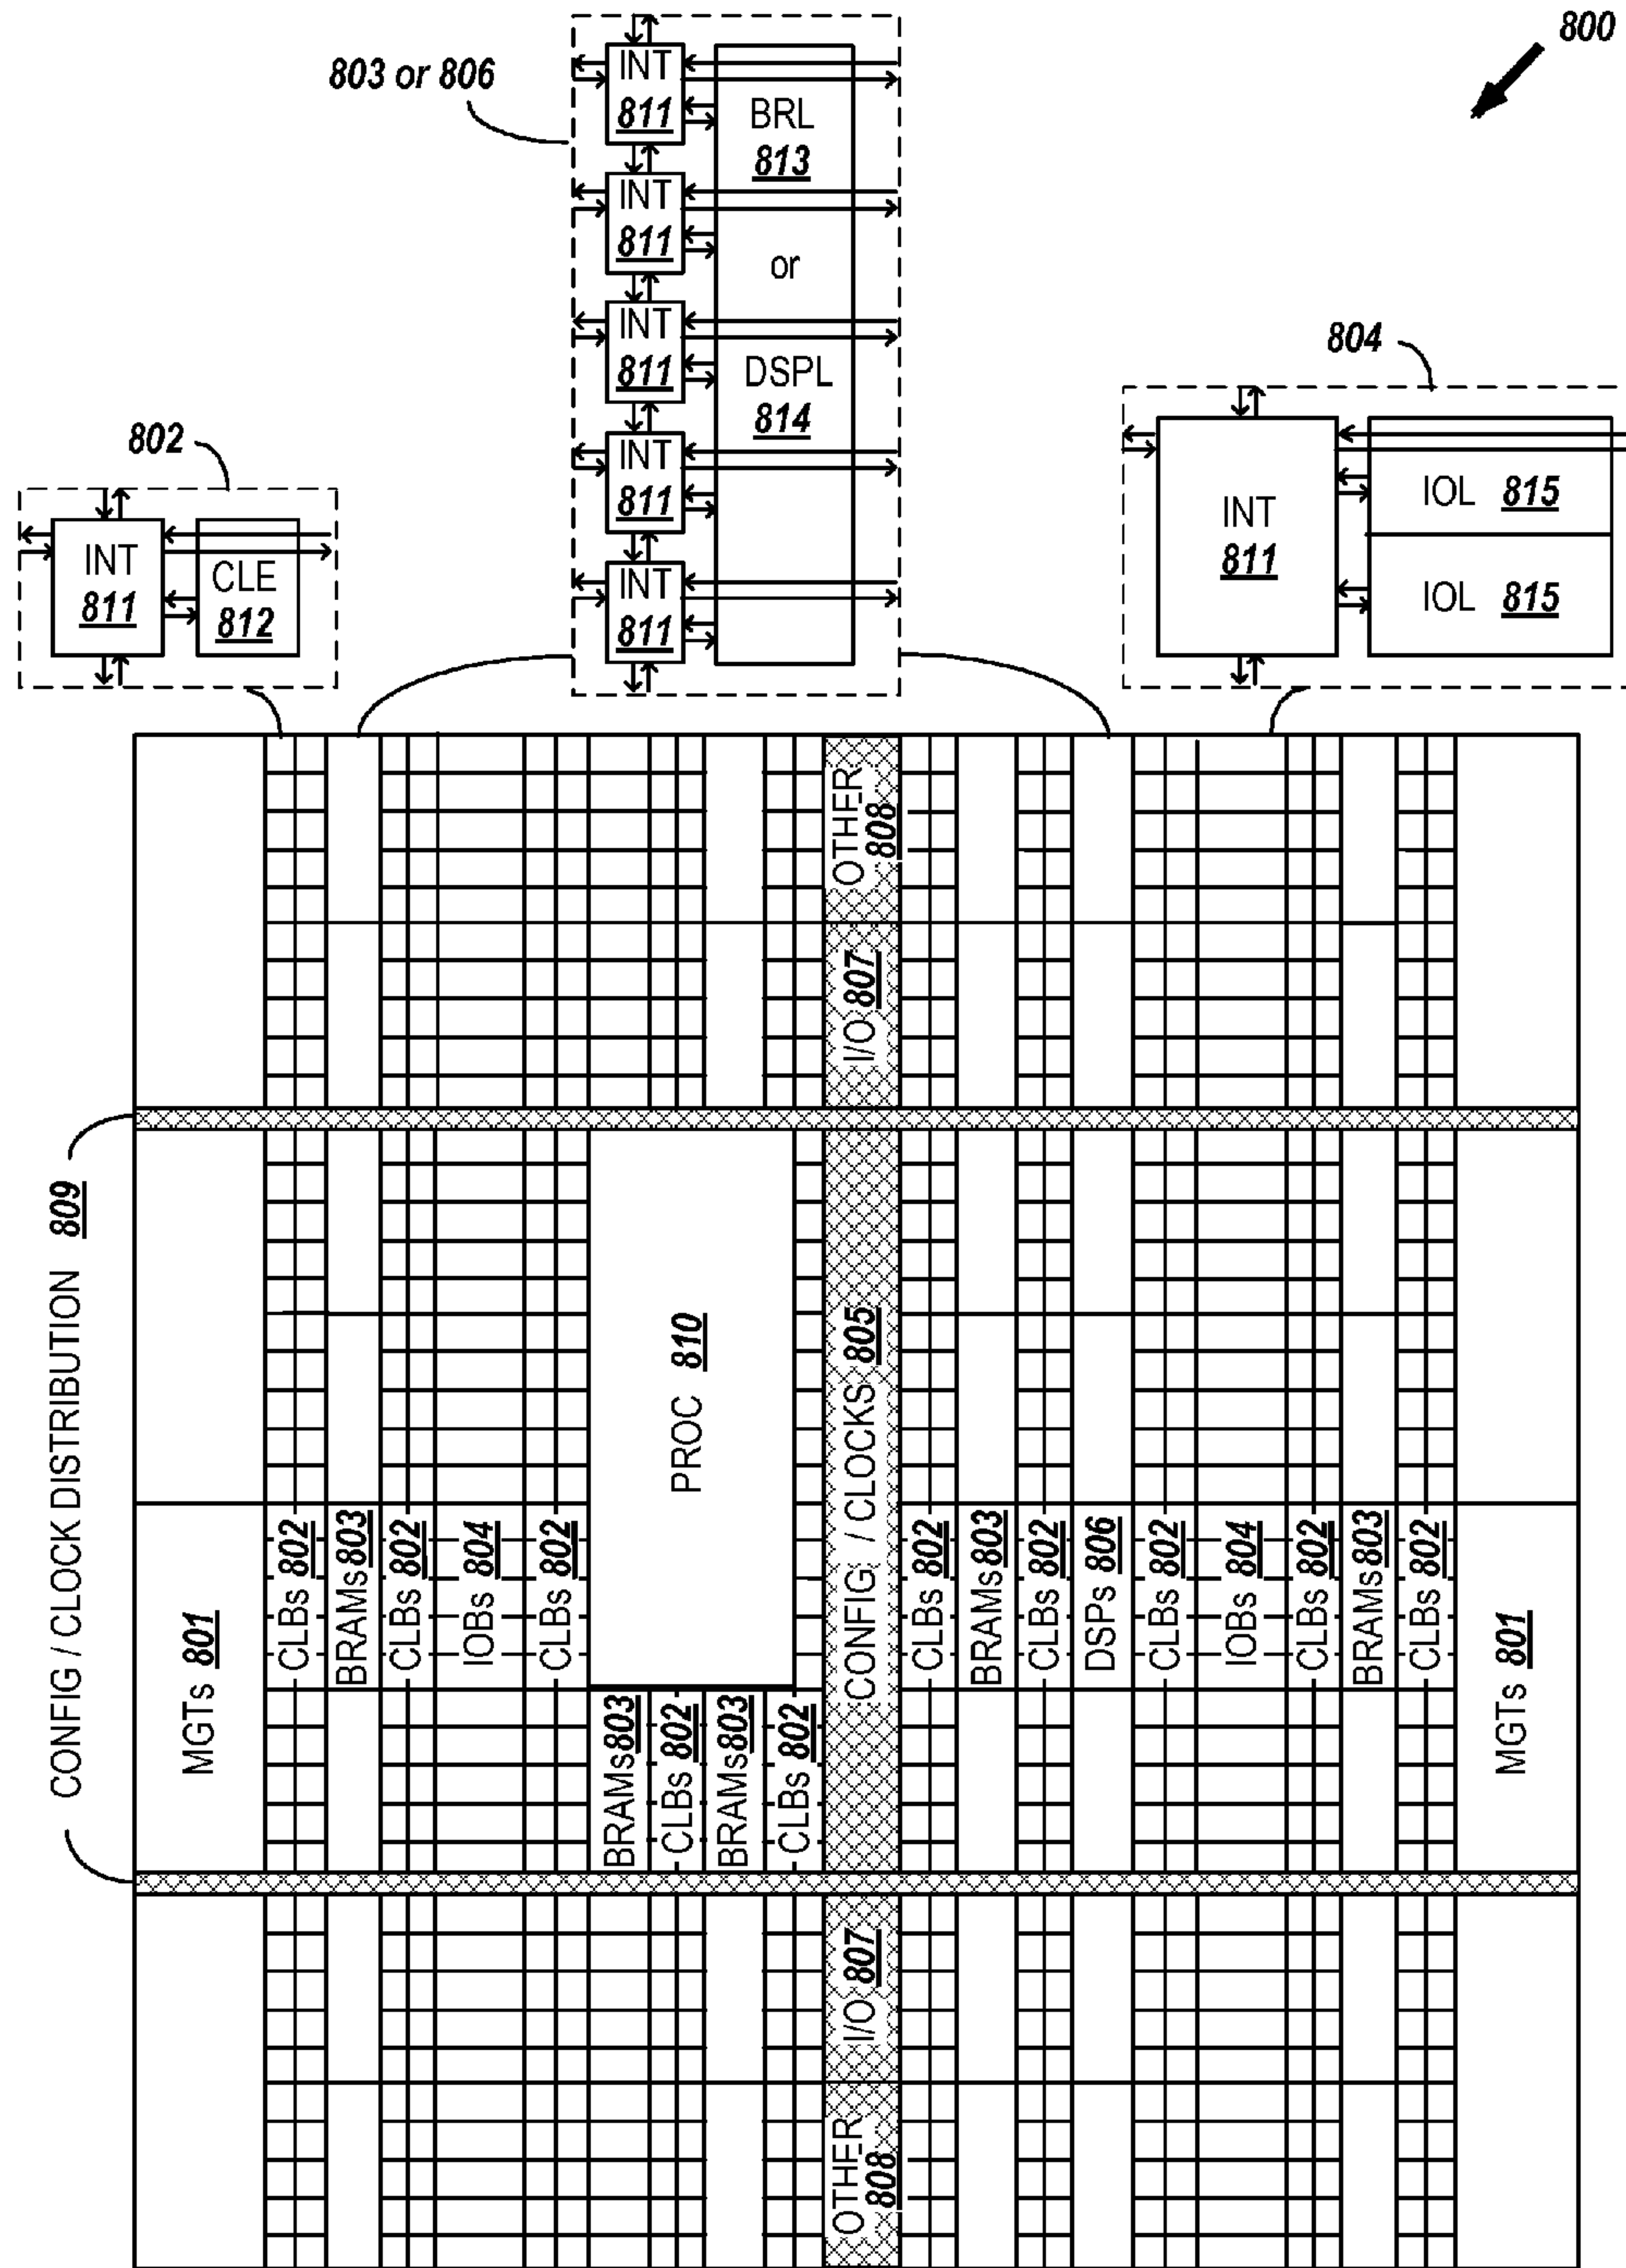 800
803 or 806
INT
811
INT
811
INT
811
INT
811
INT
811
BRL
813
or
DSPL
814
804
INT
811
IOL 815
IOL 815
802
INT
811
CLE
812
OTHER
808
I/O 807
CONFIG / CLOCK DISTRIBUTION 809
PROC 810
CONFIG / CLOCKS 805
MGTs 801
CLBs 802
BRAMs 803
CLBs 802
IOBs 804
CLBs 802
BRAMs 803
CLBs 802
BRAMs 803
CLBs 802
CLBs 802
BRAMs 803
CLBs 802
DSPs 806
CLBs 802
IOBs 804
CLBs 802
BRAMs 803
CLBs 802
MGTs 801
I/O 807
OTHER
808